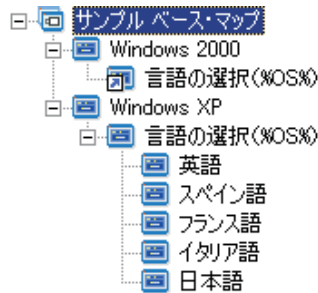 サンプル ベース・マップ
Windows 2000
言語の選択(%OS%)
Windows XP
言語の選択(%OS%)
英語
スペイン語
フランス語
イタリア語
日本語